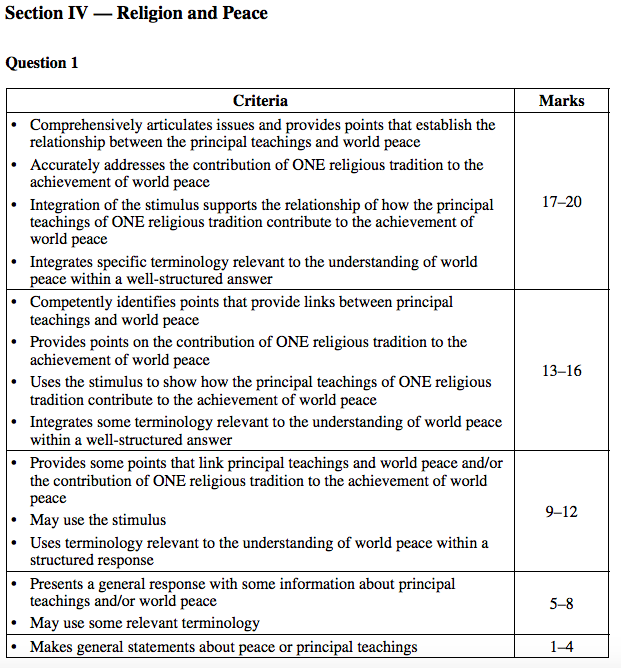 Section IV — Religion and Peace
Question 1
Criteria
Marks
• Comprehensively articulates issues and provides points that establish the
relationship between the principal teachings and world peace
• Accurately addresses the contribution of ONE religious tradition to the
achievement of world peace
• Integration of the stimulus supports the relationship of how the principal
teachings of ONE religious tradition contribute to the achievement of
world peace
• Integrates specific terminology relevant to the understanding of world
peace within a well-structured answer
17–20
• Competently identifies points that provide links between principal
teachings and world peace
• Provides points on the contribution of ONE religious tradition to the
achievement of world peace
• Uses the stimulus to show how the principal teachings of ONE religious
tradition contribute to the achievement of world peace
• Integrates some terminology relevant to the understanding of world peace
within a well-structured answer
13–16
• Provides some points that link principal teachings and world peace and/or
the contribution of ONE religious tradition to the achievement of world
peace
• May use the stimulus
• Uses terminology relevant to the understanding of world peace within a
structured response
9–12
• Presents a general response with some information about principal
teachings and/or world peace
• May use some relevant terminology
5–8
• Makes general statements about peace or principal teachings
1–4